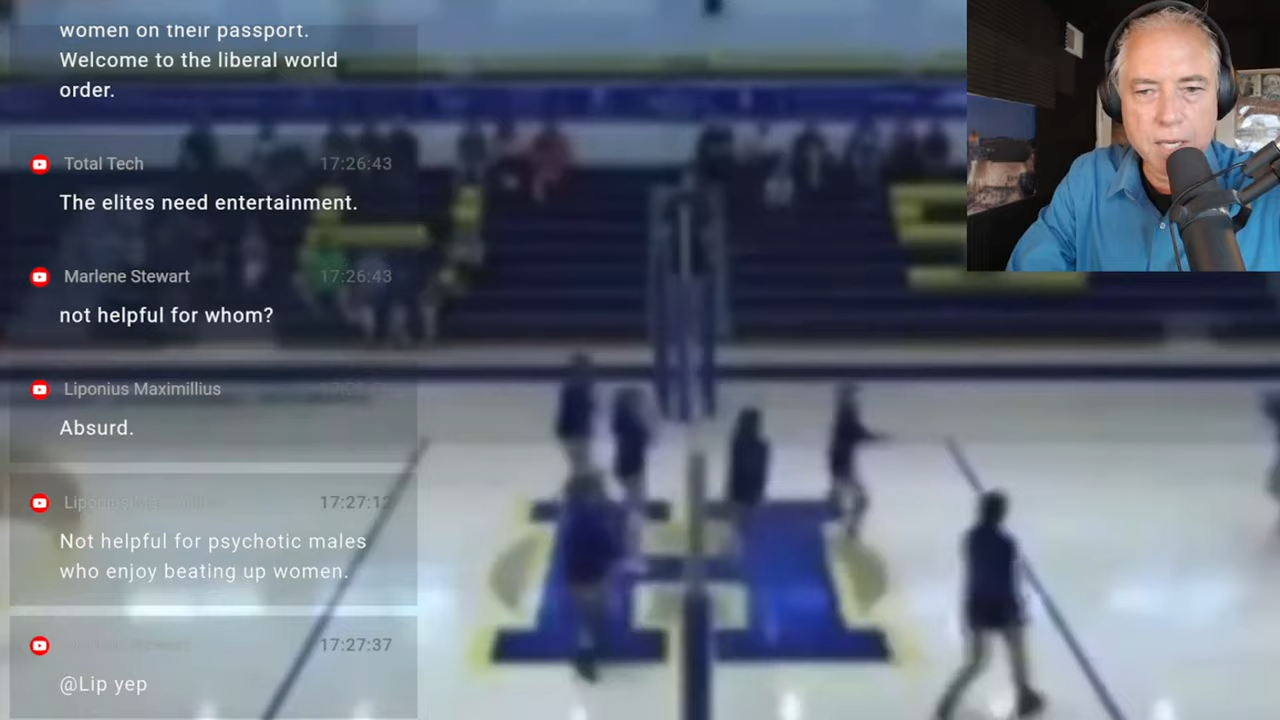 women on their passport.
Welcome to the liberal world
order.
Total Tech 17:26:43
The elites need entertainment.
Marlene Stewart 17:26:43
not helpful for whom?
Liponius Maximillius
Absurd.
17:27:12
Not helpful for psychotic males
who enjoy beating up women.
17:27:37
@Lip yep